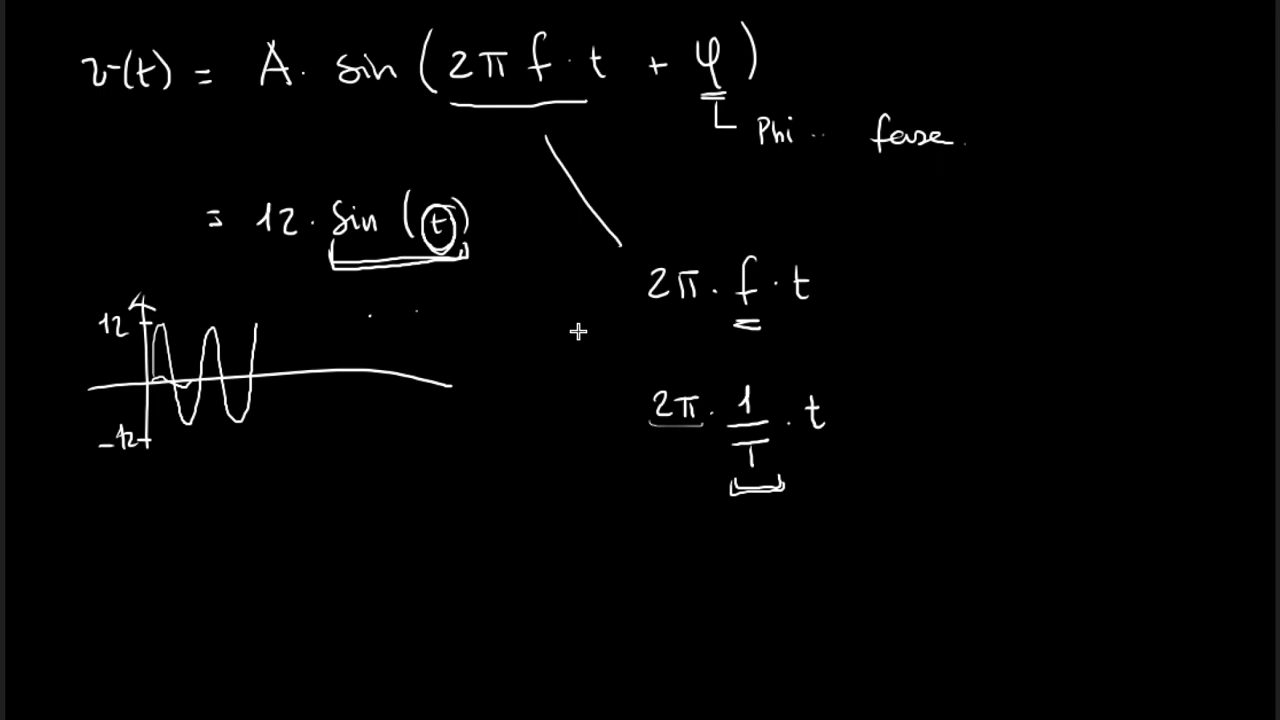 v(t) = A · sin(2π f · t + φ)
Phi .. fase.
= 12 · sin(t)
2π · f · t
12
-12
2π · 1/T · t